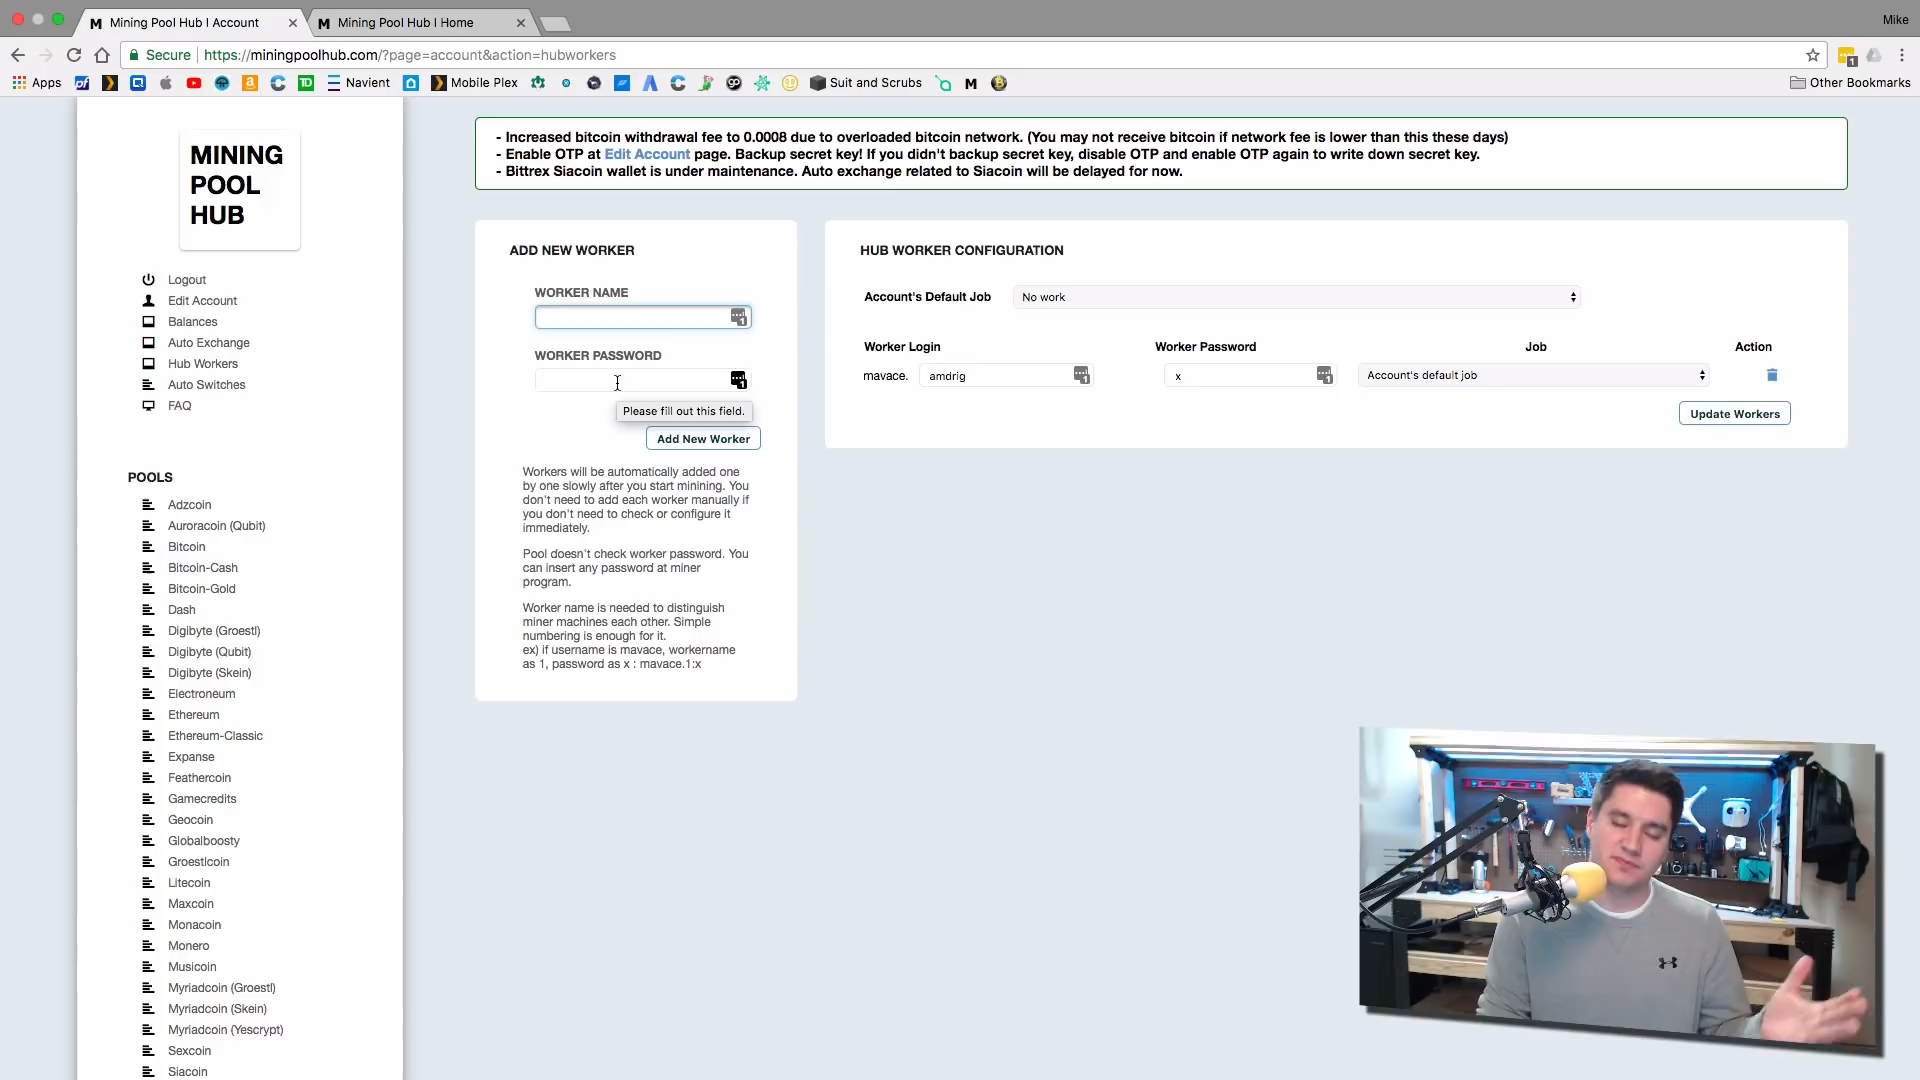 Mining Pool Hub I Account
Mining Pool Hub I Home
Mike
Secure
https://miningpoolhub.com/?page=account&action=hubworkers
Apps
Navient
Mobile Plex
Suit and Scrubs
Other Bookmarks
MINING
POOL
HUB
Logout
Edit Account
Balances
Auto Exchange
Hub Workers
Auto Switches
FAQ
POOLS
Adzcoin
Auroracoin (Qubit)
Bitcoin
Bitcoin-Cash
Bitcoin-Gold
Dash
Digibyte (Groestl)
Digibyte (Qubit)
Digibyte (Skein)
Electroneum
Ethereum
Ethereum-Classic
Expanse
Feathercoin
Gamecredits
Geocoin
Globalboosty
Groestlcoin
Litecoin
Maxcoin
Monacoin
Monero
Musicoin
Myriadcoin (Groestl)
Myriadcoin (Skein)
Myriadcoin (Yescrypt)
Sexcoin
Siacoin
- Increased bitcoin withdrawal fee to 0.0008 due to overloaded bitcoin network. (You may not receive bitcoin if network fee is lower than this these days)
- Enable OTP at Edit Account page. Backup secret key! If you didn't backup secret key, disable OTP and enable OTP again to write down secret key.
- Bittrex Siacoin wallet is under maintenance. Auto exchange related to Siacoin will be delayed for now.
ADD NEW WORKER
WORKER NAME
WORKER PASSWORD
Please fill out this field.
Add New Worker
Workers will be automatically added one
by one slowly after you start minining. You
don't need to add each worker manually if
you don't need to check or configure it
immediately.
Pool doesn't check worker password. You
can insert any password at miner
program.
Worker name is needed to distinguish
miner machines each other. Simple
numbering is enough for it.
ex) if username is mavace, workername
as 1, password as x : mavace.1:x
HUB WORKER CONFIGURATION
Account's Default Job
No work
Worker Login
Worker Password
Job
Action
mavace.
amdrig
x
Account's default job
Update Workers